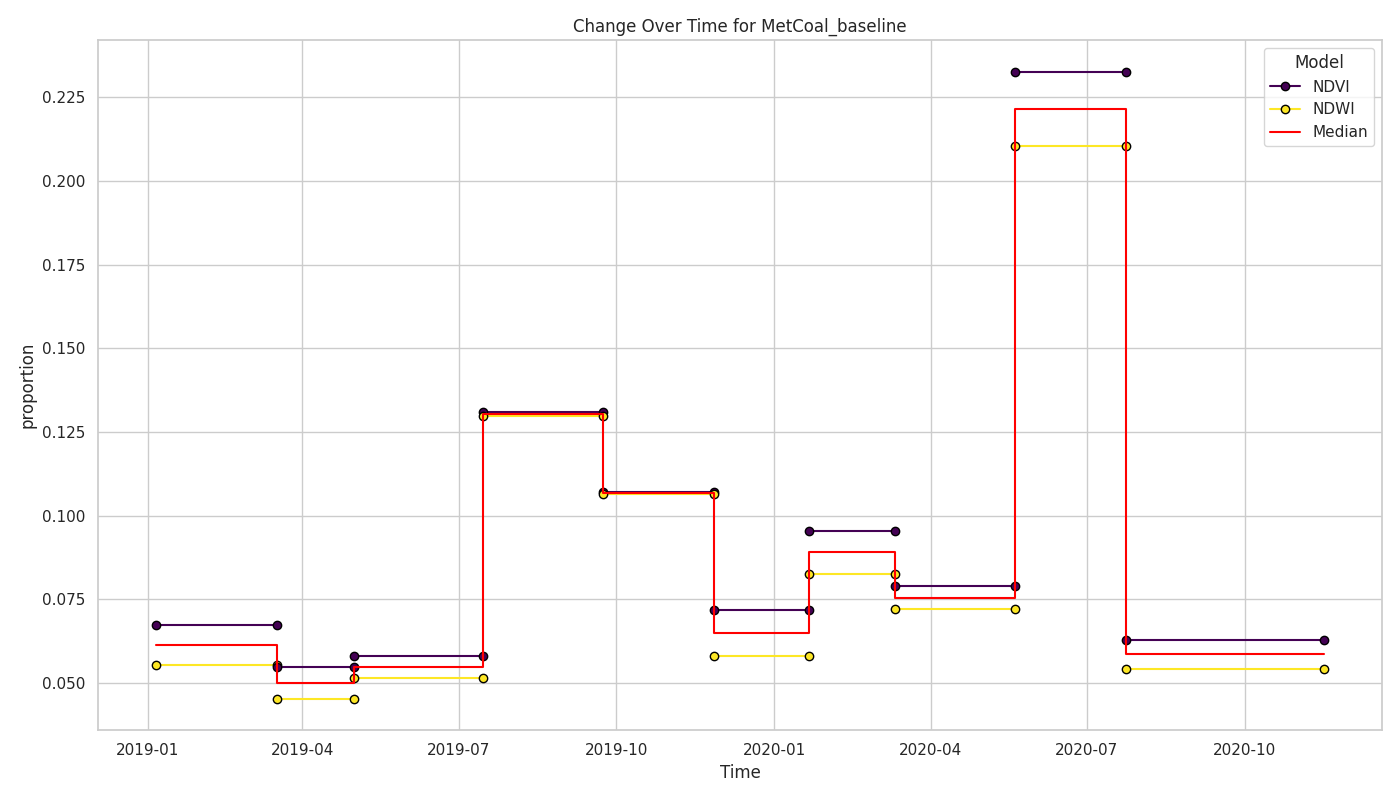 Change Over Time for MetCoal_baseline
Model
NDVI
NDWI
Median
proportion
0.225
0.200
0.175
0.150
0.125
0.100
0.075
0.050
2019-01 2019-04 2019-07 2019-10 2020-01 2020-04 2020-07 2020-10
Time